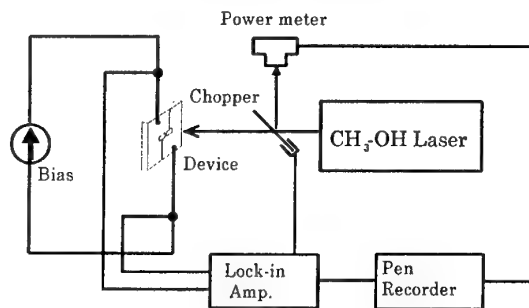 Power meter
Chopper
CH₃-OH Laser
Device
Bias
Lock-in
Amp.
Pen
Recorder